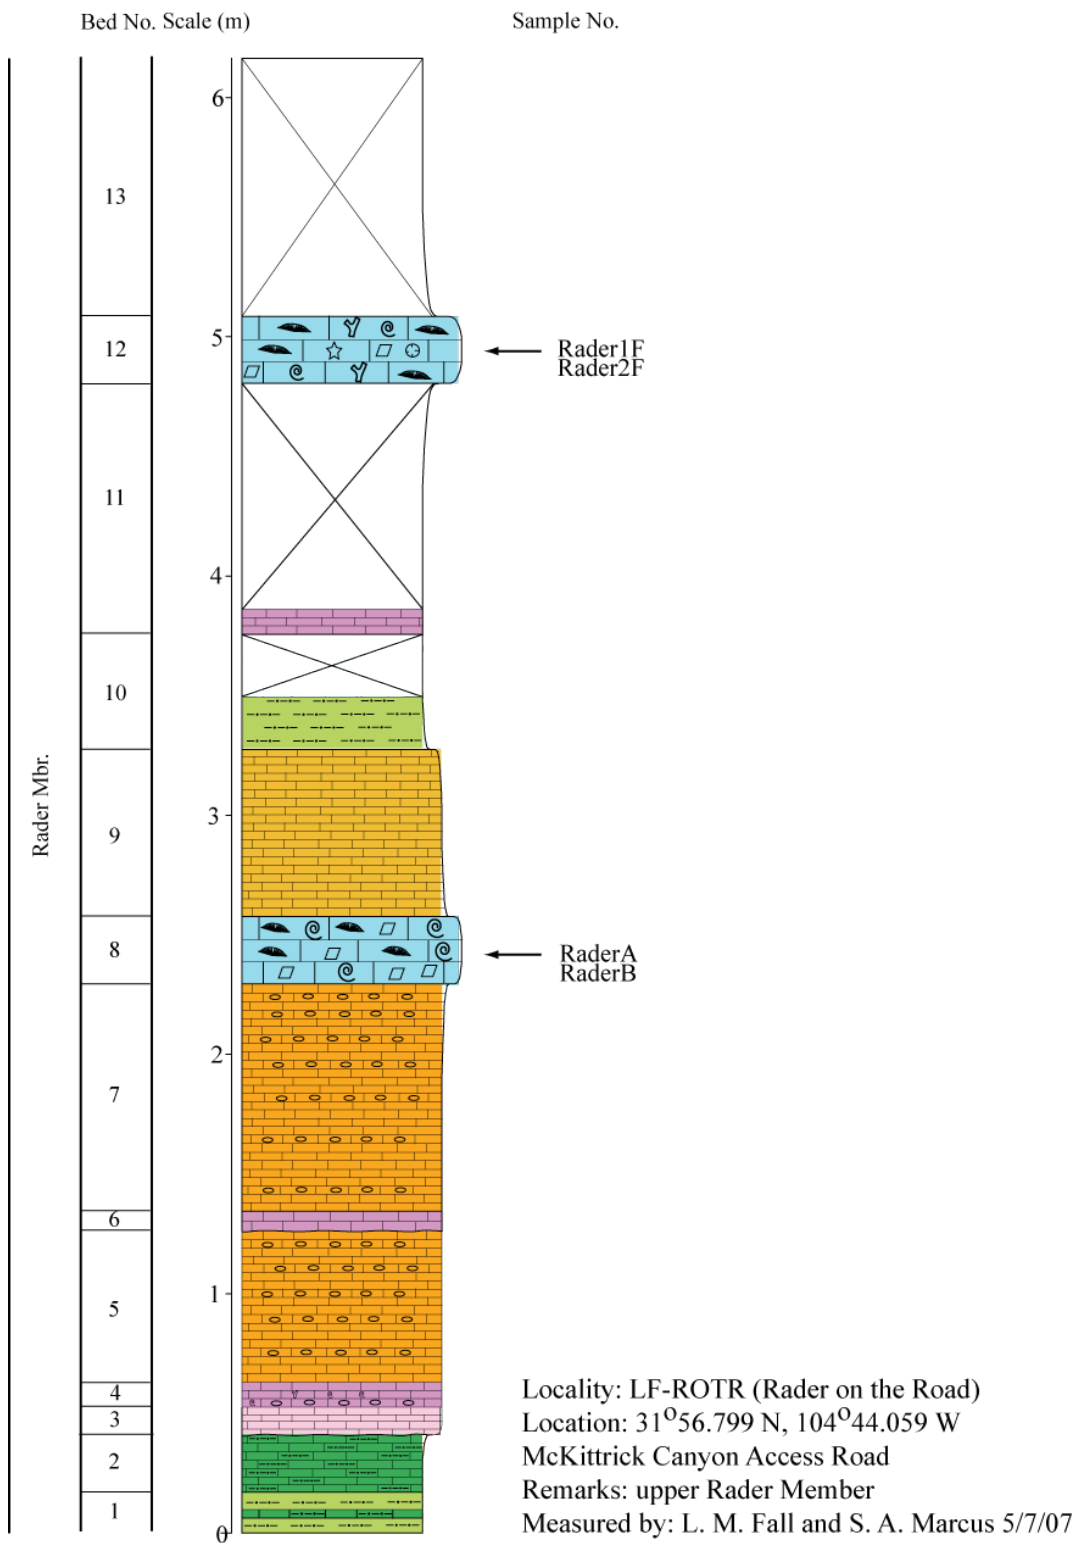 Bed No. Scale (m) Sample No.
6
13
5
12
Rader1F
Rader2F
11
4
10
Rader Mbr.
3
9
8
RaderA
RaderB
2
7
6
1
5
4
3
2
1
0
Locality: LF-ROTR (Rader on the Road)
Location: 31°56.799 N, 104°44.059 W
McKittrick Canyon Access Road
Remarks: upper Rader Member
Measured by: L. M. Fall and S. A. Marcus 5/7/07